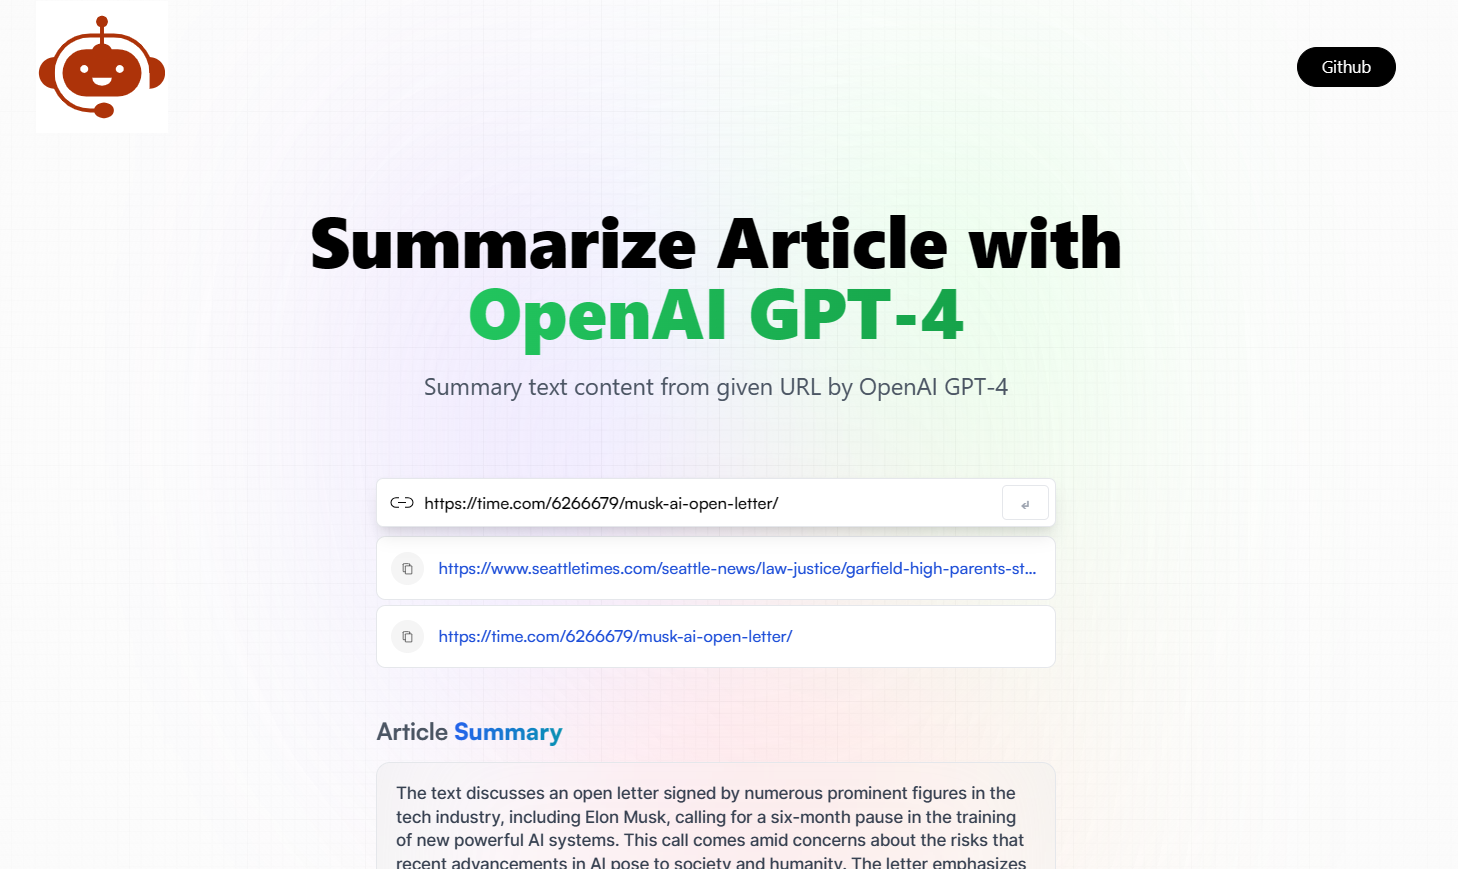 Github
Summarize Article with
OpenAI GPT-4
Summary text content from given URL by OpenAI GPT-4
https://time.com/6266679/musk-ai-open-letter/
https://www.seattletimes.com/seattle-news/law-justice/garfield-high-parents-st...
https://time.com/6266679/musk-ai-open-letter/
Article Summary
The text discusses an open letter signed by numerous prominent figures in the
tech industry, including Elon Musk, calling for a six-month pause in the training
of new powerful AI systems. This call comes amid concerns about the risks that
recent advancements in AI pose to society and humanity. The letter emphasizes